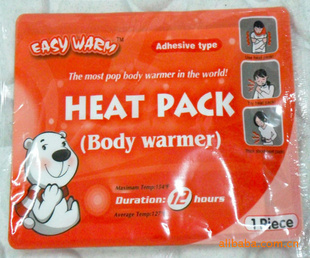 EASY WARM™
Adhesive type
The most pop body warmer in the world!
HEAT PACK
(Body warmer)
Duration: 12 hours
1 Piece